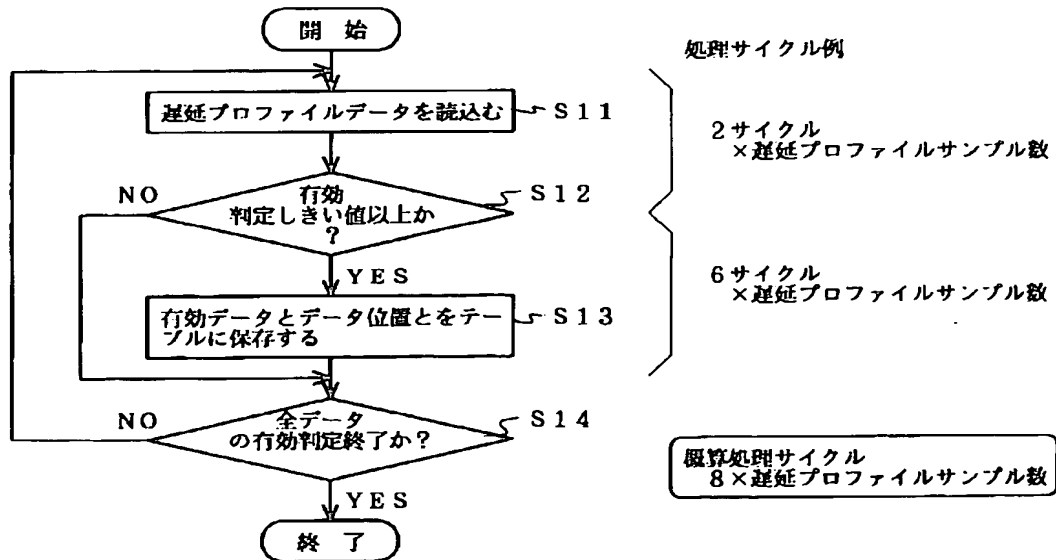 開 始
処理サイクル例
遅延プロファイルデータを読込む
S11
2サイクル
×遅延プロファイルサンプル数
NO
有効
判定しきい値以上か
?
S12
YES
6サイクル
×遅延プロファイルサンプル数
有効データとデータ位置とをテー
ブルに保存する
S13
NO
全データ
の有効判定終了か?
S14
YES
概算処理サイクル
8×遅延プロファイルサンプル数
終 了